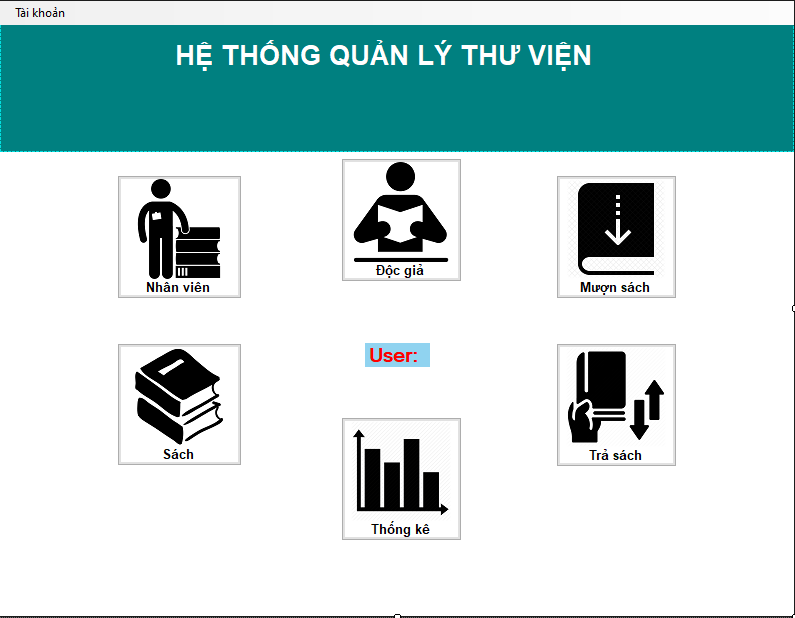 Tài khoản
HỆ THỐNG QUẢN LÝ THƯ VIỆN
Nhân viên
Độc giả
Mượn sách
User:
Sách
Thống kê
Trả sách